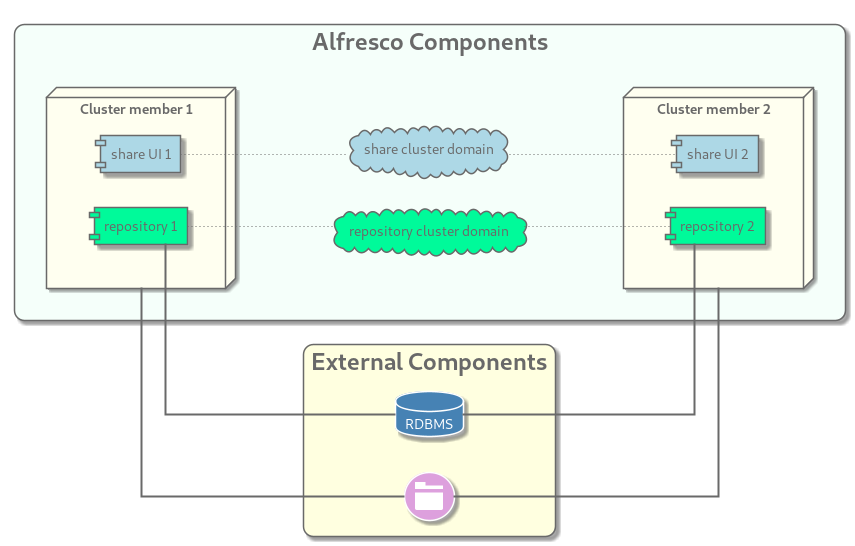 Alfresco Components
Cluster member 1
Cluster member 2
share UI 1
share cluster domain
share UI 2
repository 1
repository cluster domain
repository 2
External Components
RDBMS